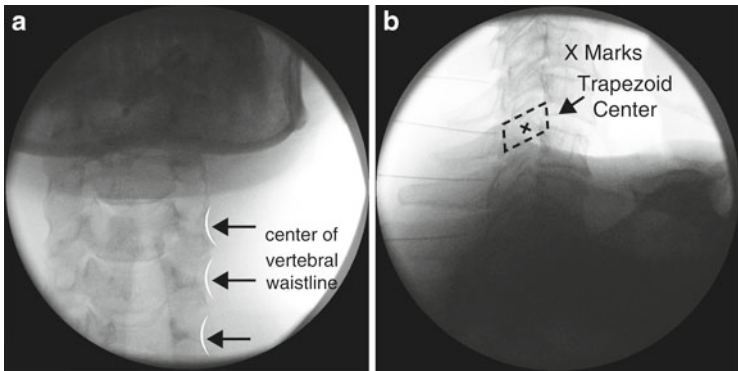 a
center of
vertebral
waistline
b
X Marks
Trapezoid
Center
x